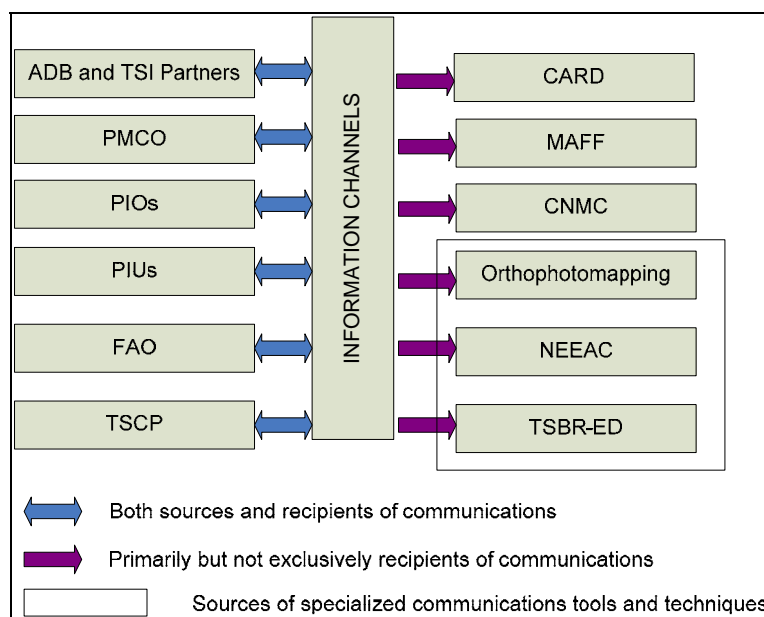 ADB and TSI Partners
PMCO
PIOs
PIUs
FAO
TSCP
INFORMATION CHANNELS
CARD
MAFF
CNMC
Orthophotomapping
NEEAC
TSBR-ED
Both sources and recipients of communications
Primarily but not exclusively recipients of communications
Sources of specialized communications tools and techniques